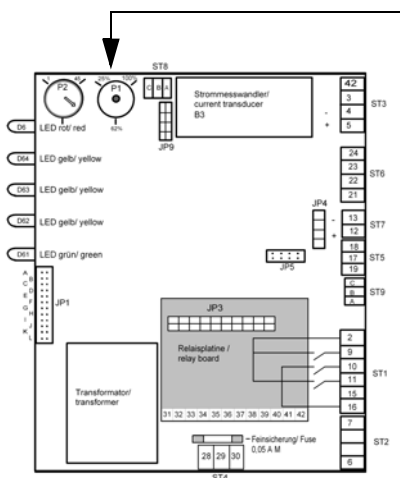 ST8
1 46
P2
25% 100%
P1
62%
C B A
JP9
Strommesswandler/
current transducer
B3
42
3
4
5
-
+
ST3
D6 LED rot/ red
D64 LED gelb/ yellow
D63 LED gelb/ yellow
D62 LED gelb/ yellow
D61 LED grün/ green
24
23
22
21
ST6
JP4
-
+
13
12
ST7
JP5
18
17
19
ST5
C
B
A
ST9
A
B
C
D
E
F
G
H
I
J
K
L
JP1
JP3
Relaisplatine /
relay board
2
9
10
11
15
16
ST1
Transformator/
transformer
31 32 33 34 35 36 37 38 39 40 41 42
7
6
ST2
Feinsicherung/ Fuse
0,05 A M
28 29 30
ST4